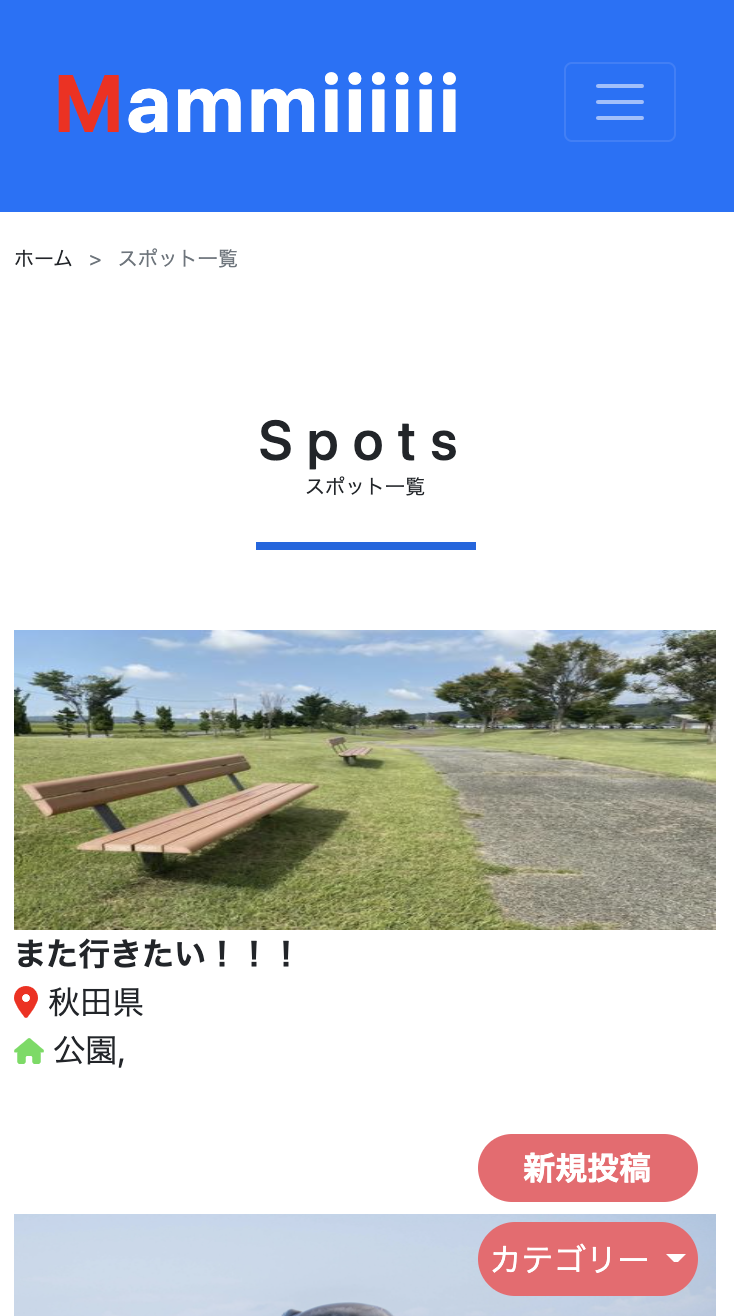 Mammiiiiii
ホーム > スポット一覧
Spots
スポット一覧
また行きたい！！！
秋田県
公園,
新規投稿
カテゴリー